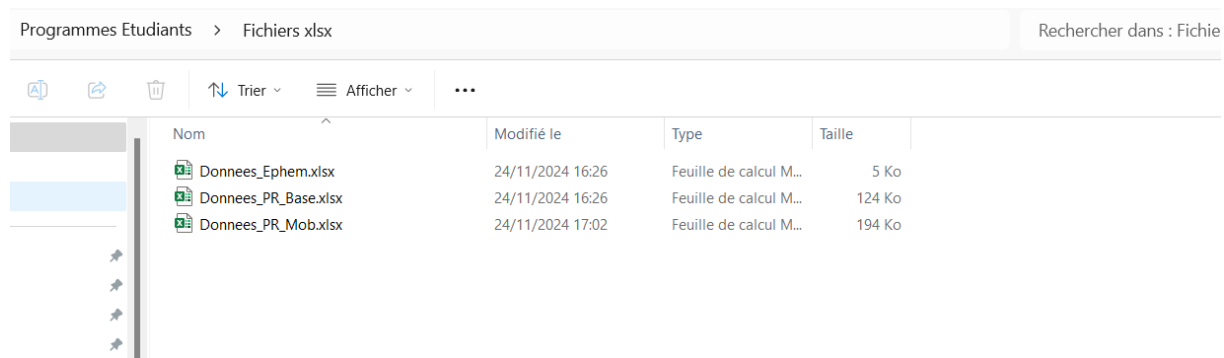 Programmes Etudiants > Fichiers xlsx Rechercher dans : Fichie
Trier Afficher ...
Nom Modifié le Type Taille
Donnees_Ephem.xlsx 24/11/2024 16:26 Feuille de calcul M... 5 Ko
Donnees_PR_Base.xlsx 24/11/2024 16:26 Feuille de calcul M... 124 Ko
Donnees_PR_Mob.xlsx 24/11/2024 17:02 Feuille de calcul M... 194 Ko